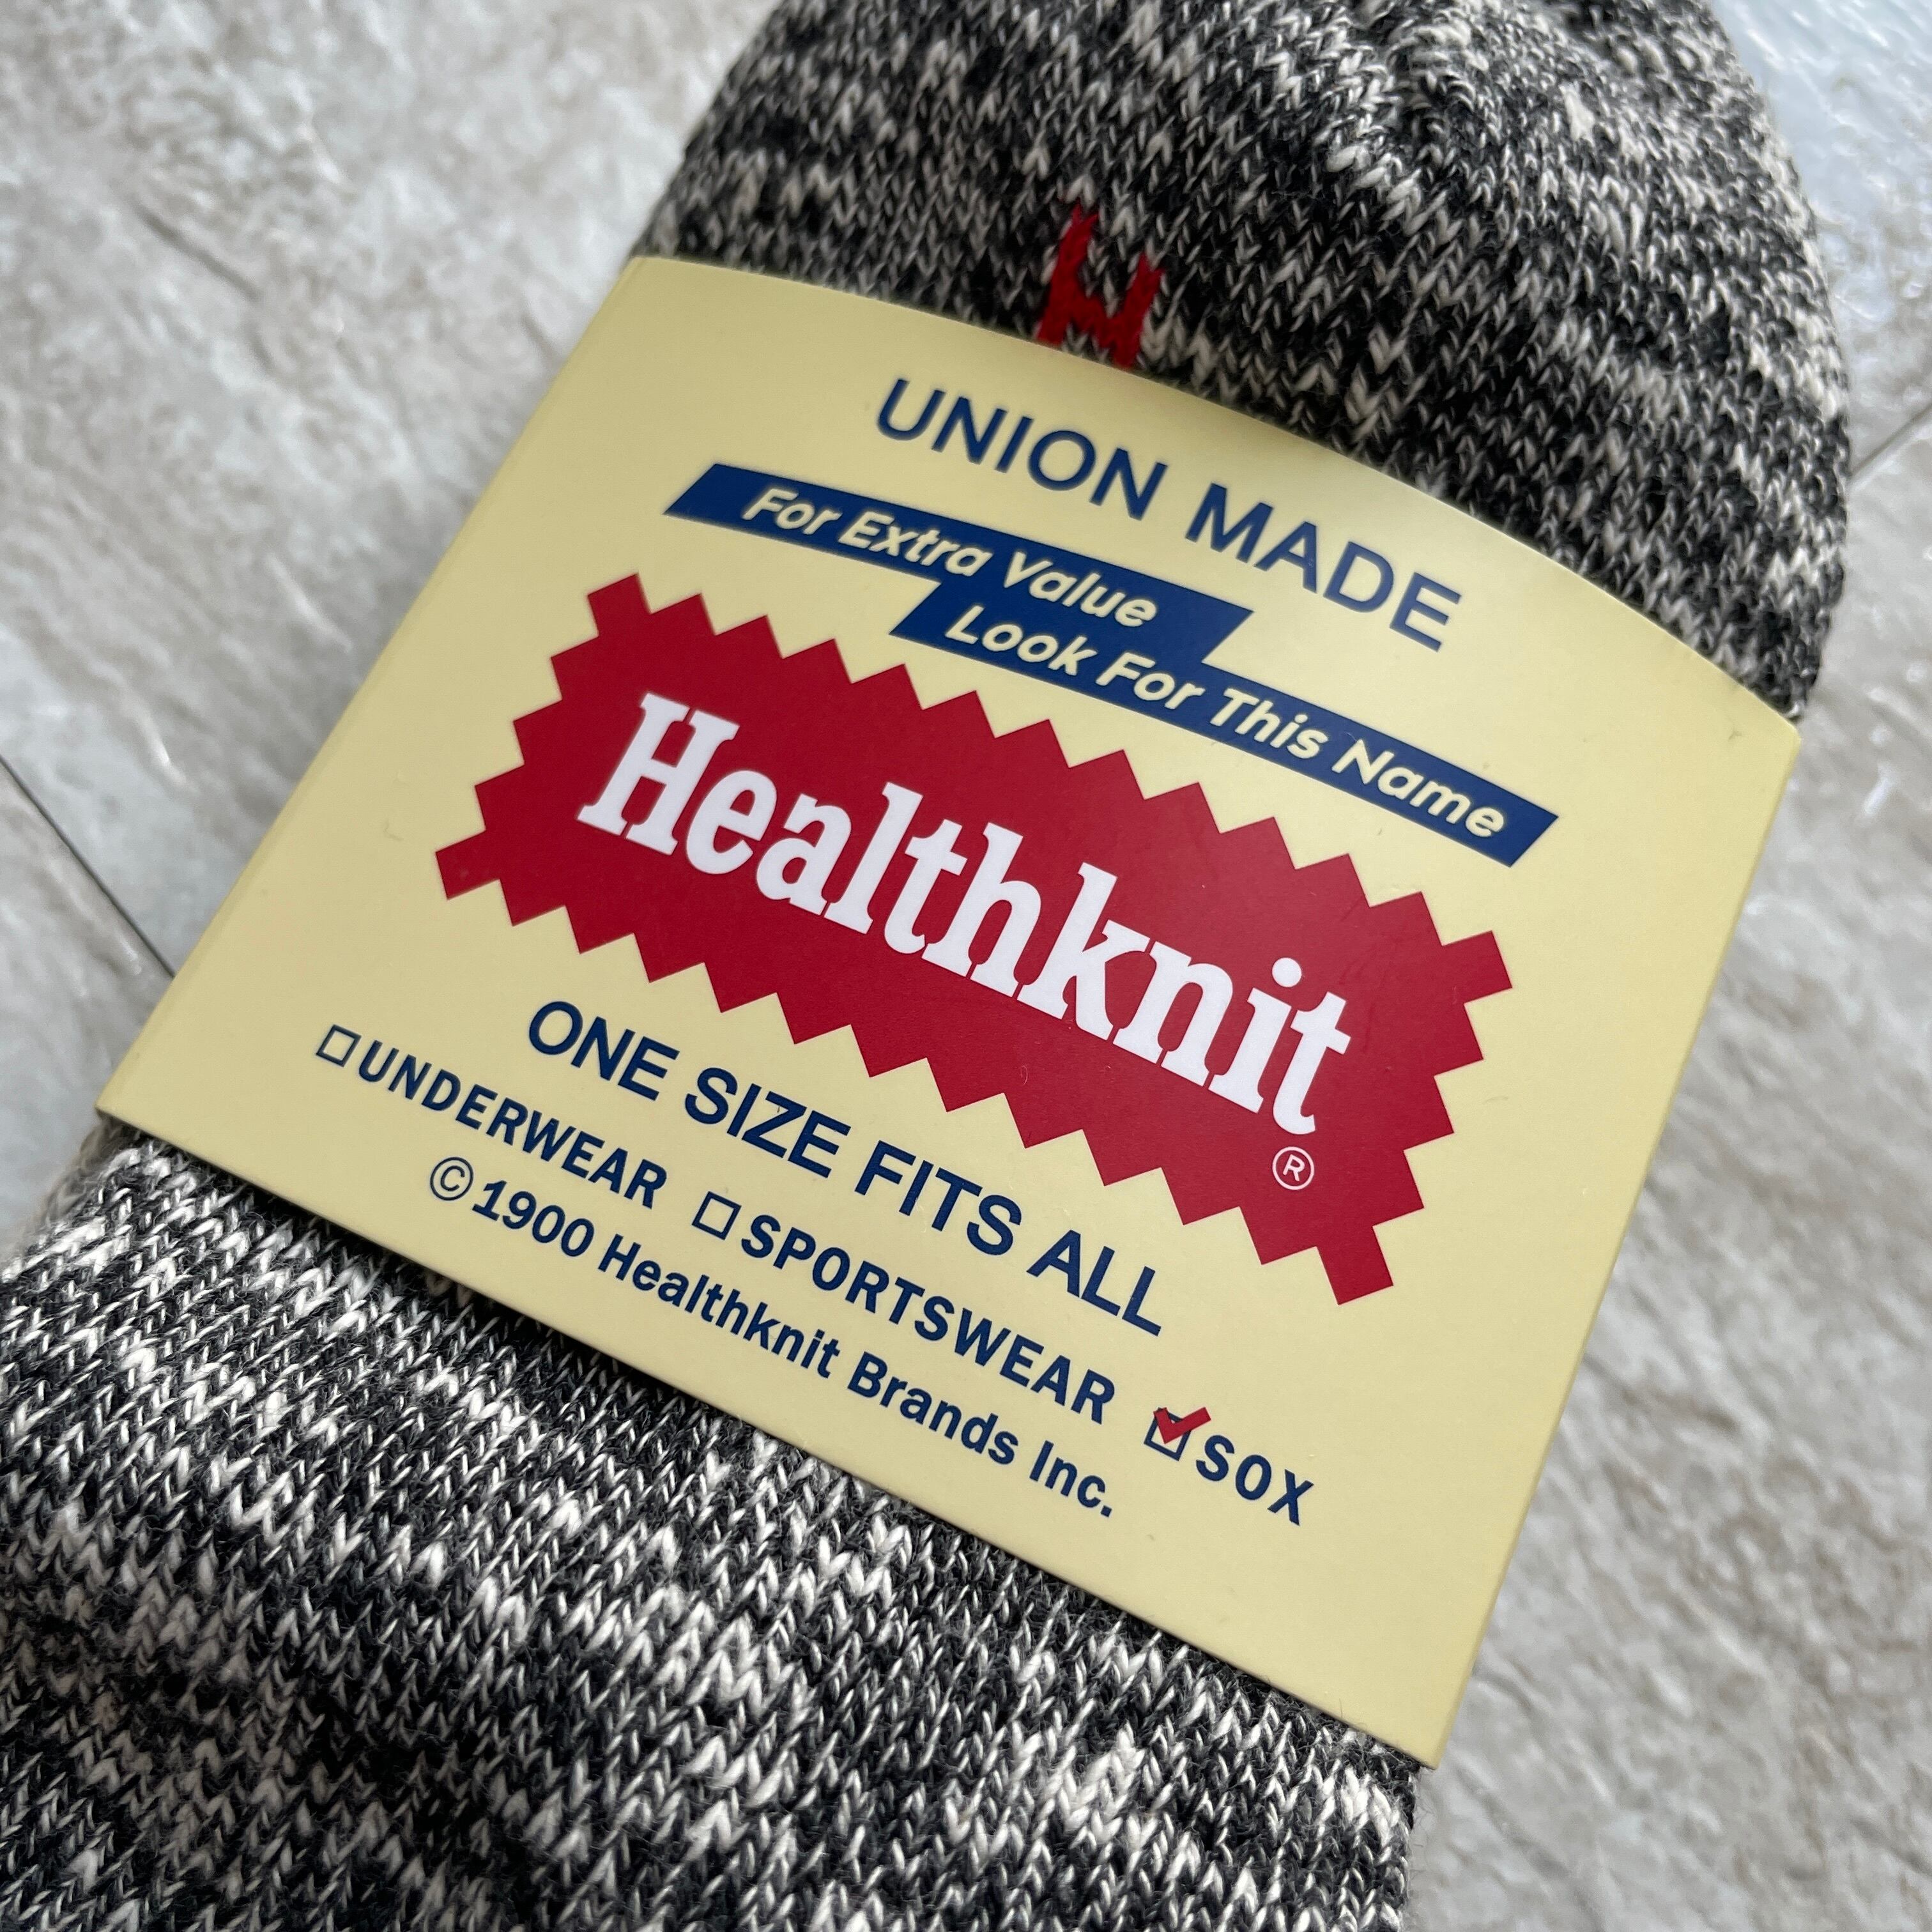 H
UNION MADE
For Extra Value
Look For This Name
Healthknit®
ONE SIZE FITS ALL
☐UNDERWEAR ☐SPORTSWEAR ☑SOX
©1900 Healthknit Brands Inc.